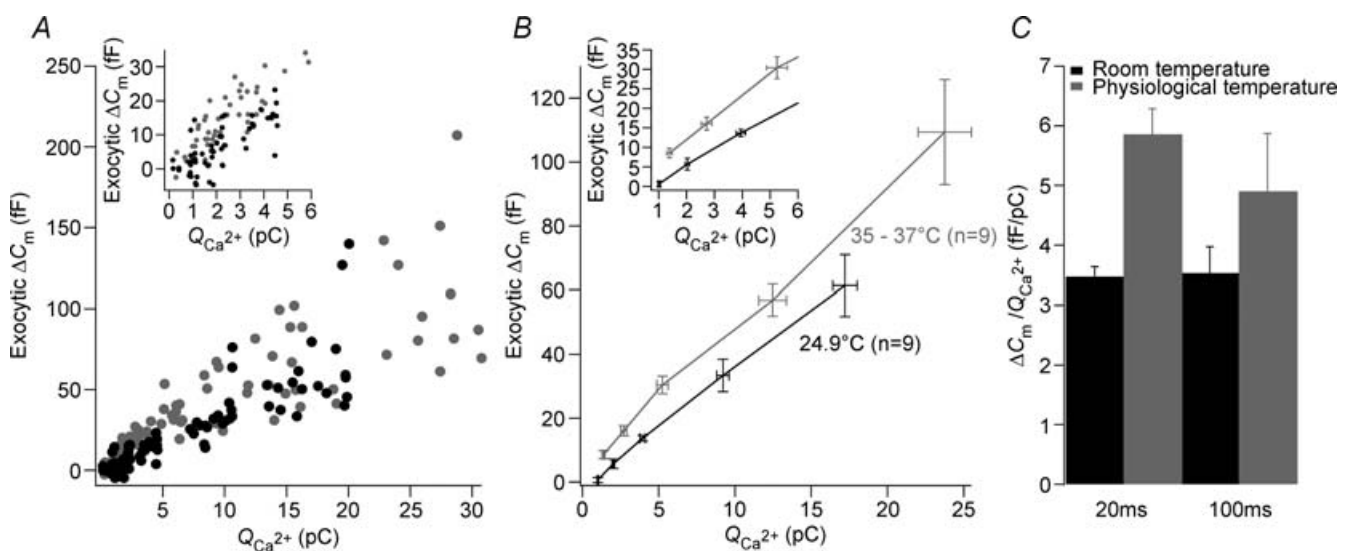 A
Exocytic ΔCm (fF)
250
200
150
100
50
0
5 10 15 20 25 30
QCa2+ (pC)
Exocytic ΔCm (fF)
30
20
10
0
0 1 2 3 4 5 6
QCa2+ (pC)
B
Exocytic ΔCm (fF)
120
100
80
60
40
20
0
0 5 10 15 20 25
QCa2+ (pC)
Exocytic ΔCm (fF)
35
30
25
20
15
10
5
0
1 2 3 4 5 6
QCa2+ (pC)
35 - 37°C (n=9)
24.9°C (n=9)
C
ΔCm/QCa2+ (fF/pC)
7
6
5
4
3
2
1
0
Room temperature
Physiological temperature
20ms 100ms